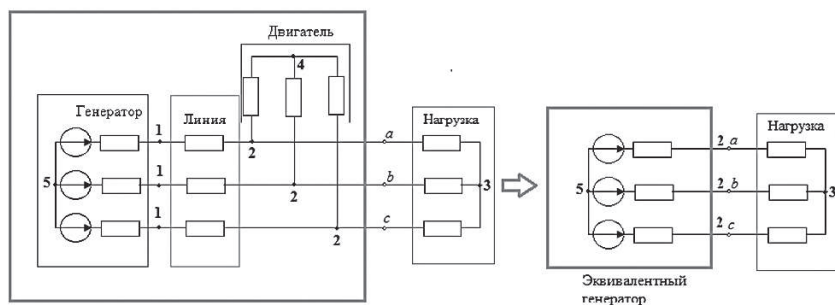 Двигатель
4
Генератор
Линия
Нагрузка
1
a
2
5
1
b
3
2
1
c
2
Нагрузка
2 a
5
2 b
3
2 c
Эквивалентный
генератор